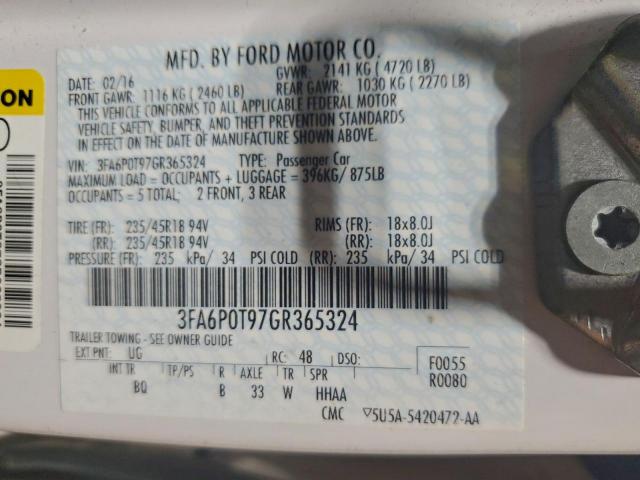 MFD. BY FORD MOTOR CO.
DATE: 02/16 GVWR: 2141 KG ( 4720 LB)
FRONT GAWR: 1116 KG ( 2460 LB) REAR GAWR: 1030 KG ( 2270 LB)
THIS VEHICLE CONFORMS TO ALL APPLICABLE FEDERAL MOTOR
VEHICLE SAFETY, BUMPER, AND THEFT PREVENTION STANDARDS
IN EFFECT ON THE DATE OF MANUFACTURE SHOWN ABOVE.
VIN: 3FA6P0T97GR365324 TYPE: Passenger Car
MAXIMUM LOAD = OCCUPANTS + LUGGAGE = 396KG/ 875LB
OCCUPANTS = 5 TOTAL: 2 FRONT, 3 REAR
TIRE (FR): 235/45R18 94V RIMS (FR): 18x8.0J
(RR): 235/45R18 94V (RR): 18x8.0J
PRESSURE (FR): 235 kPa/ 34 PSI COLD (RR): 235 kPa/ 34 PSI COLD
3FA6P0T97GR365324
TRAILER TOWING - SEE OWNER GUIDE
EXT PNT: UG RC: 48 DSO: F0055
INT TR TP/PS R AXLE TR SPR R0080
BQ B 33 W HHAA
CMC ▽5U5A-5420472-AA
ON